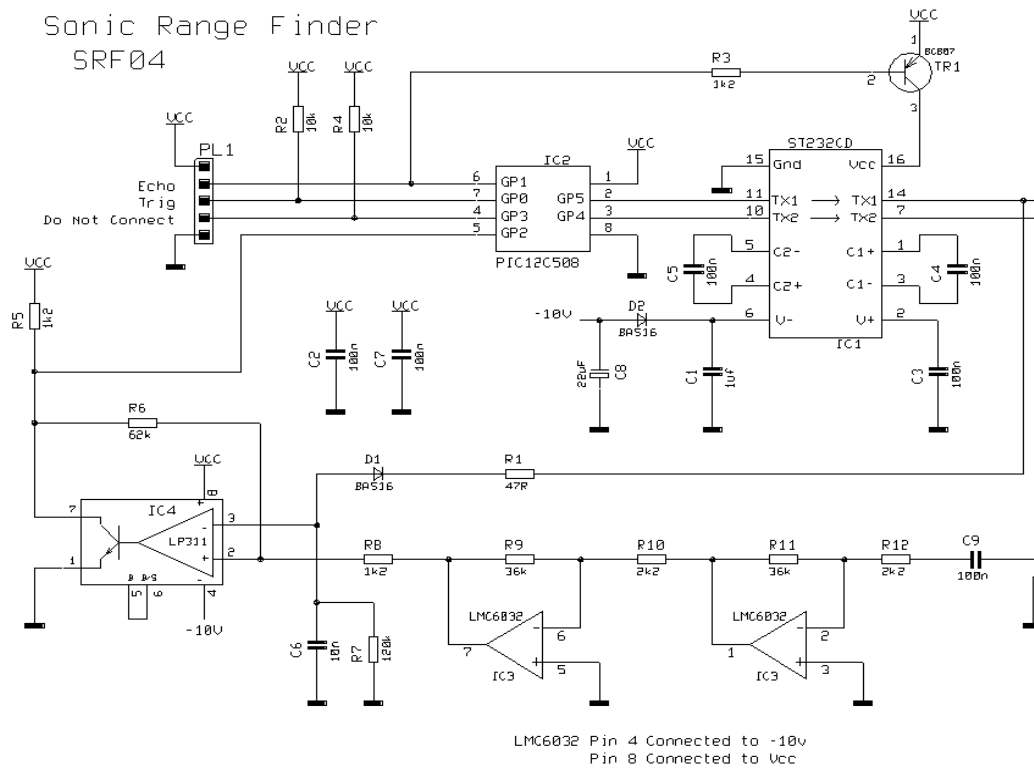 Sonic Range Finder
SRF04
VCC
1
BC807
TR1
2
3
R3
1k2
VCC
VCC
R2
10k
R4
10k
VCC
PL1
Echo
Trig
Do Not Connect
IC2
VCC
6 GP1 1
7 GP0 GP5 2
4 GP3 GP4 3
5 GP2 8
PIC12C508
ST232CD
15 Gnd Vcc 16
11 TX1 TX1 14
10 TX2 TX2 7
5 C2- C1+ 1
4 C2+ C1- 3
6 V- V+ 2
IC1
C5
100n
C4
100n
VCC
R5
1k2
VCC
C2
100n
VCC
C7
100n
-10V
D2
BAS16
22uF
C8
C1
1uf
C3
100n
R6
62k
D1
BAS16
R1
47R
VCC
8
+
IC4
7
-
3
LP311
1
+
2
B
B/S
-
5
6
4
-10V
R8
1k2
R9
36k
R10
2k2
R11
36k
R12
2k2
C9
100n
C6
10n
R7
120k
LMC6032
-
6
7
+
5
IC3
LMC6032
-
2
1
+
3
IC3
LMC6032 Pin 4 Connected to -10v
Pin 8 Connected to Vcc